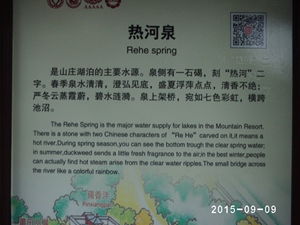 热河泉
Rehe spring
是山庄湖泊的主要水源。泉侧有一石碣，刻“热河”二
字。春季泉水清清，澄弘见底，盛夏浮萍点点，清香不绝；
严冬云蒸霞蔚，碧水涟漪。泉上架桥，宛如七色彩虹，横跨
池沼。
The Rehe Spring is the major water supply for lakes in the Mountain Resort.
There is a stone with two Chinese characters of "Re He" carved on it,it means a
hot river.During spring season,you can see the bottom trough the clear spring water;
in summer,duckweed sends a little fresh fragrance to the air;in the best winter,people
can actually find hot steam arise from the clear water ripples.The small bridge across
the river like a colorful rainbow.
2015-09-09